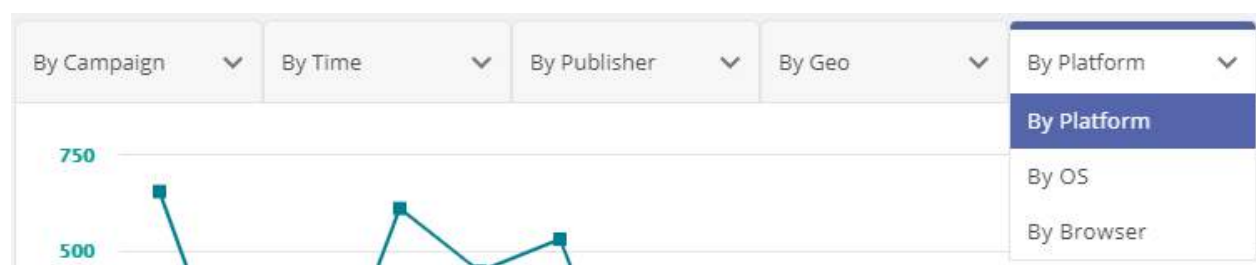 By Campaign By Time By Publisher By Geo By Platform
By Platform
By OS
By Browser
750
500